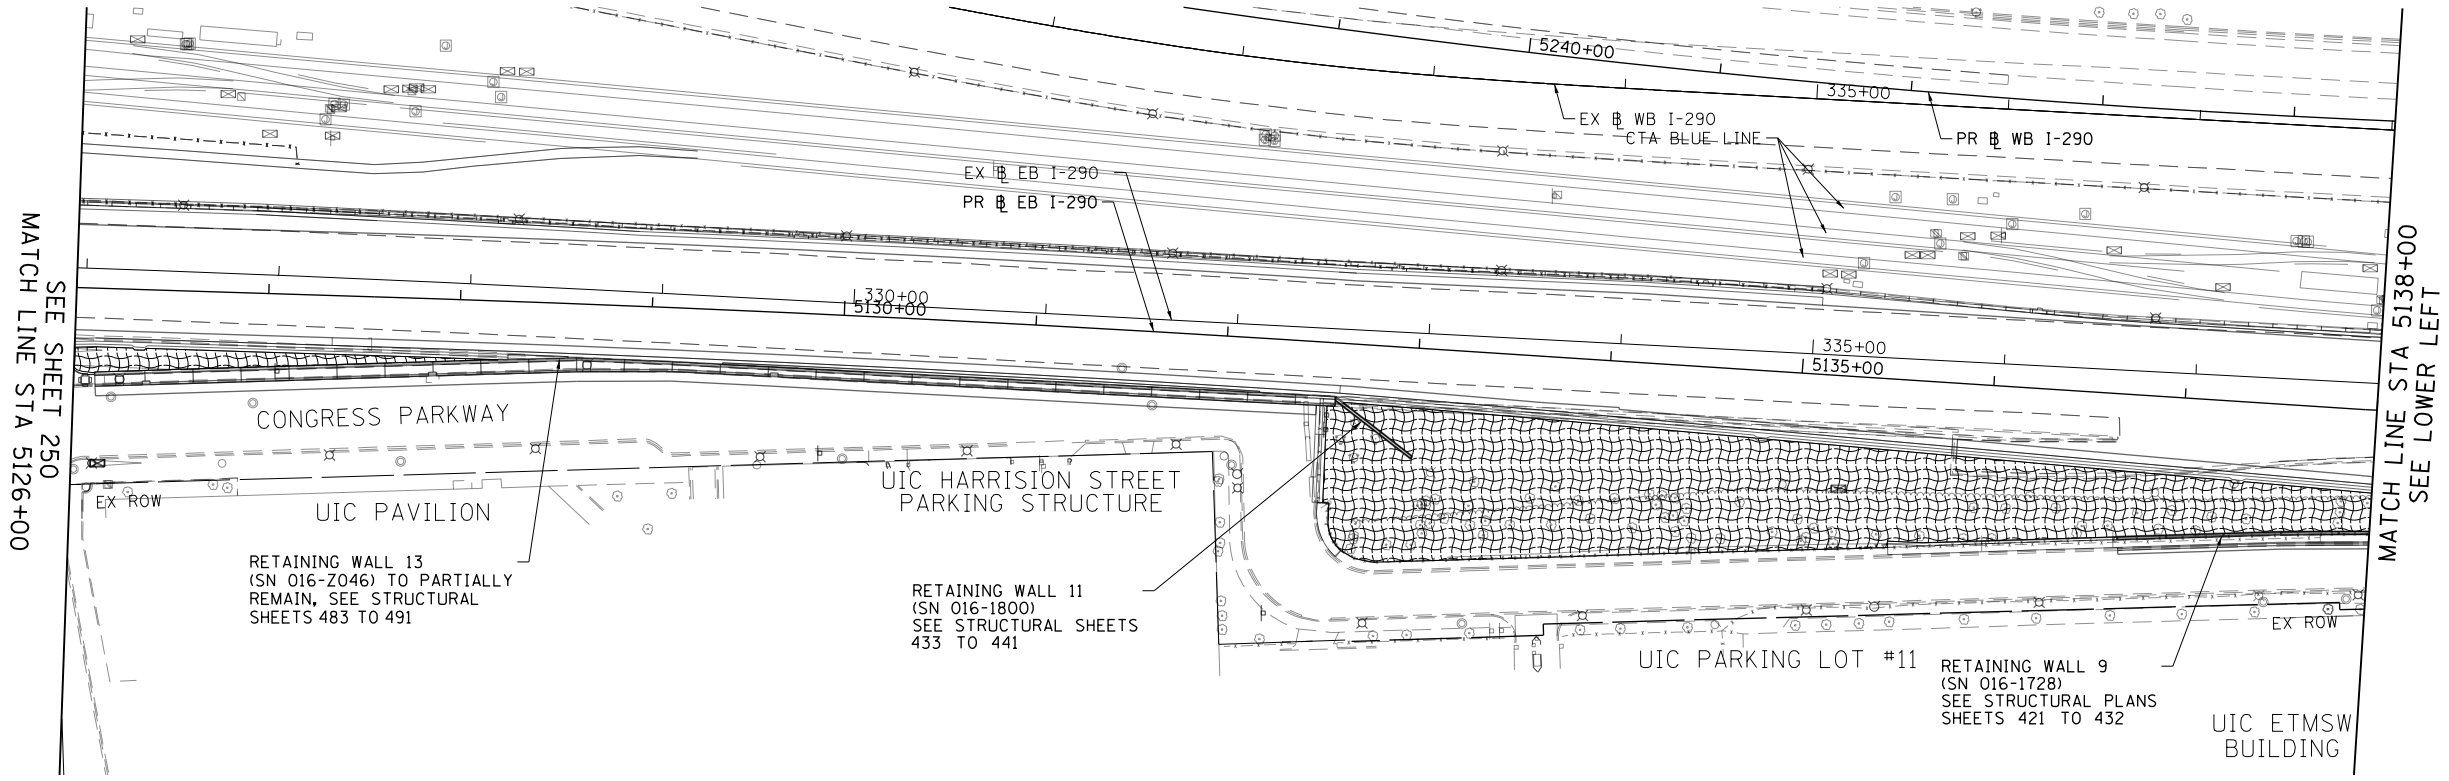 5240+00
335+00
EX ⅊ WB I-290
CTA BLUE LINE
PR ⅊ WB I-290
EX ⅊ EB I-290
PR ⅊ EB I-290
330+00
5130+00
335+00
5135+00
SEE SHEET 250
MATCH LINE STA 5126+00
MATCH LINE STA 5138+00
SEE LOWER LEFT
CONGRESS PARKWAY
EX ROW
UIC PAVILION
UIC HARRISION STREET
PARKING STRUCTURE
RETAINING WALL 13
(SN 016-Z046) TO PARTIALLY
REMAIN, SEE STRUCTURAL
SHEETS 483 TO 491
RETAINING WALL 11
(SN 016-1800)
SEE STRUCTURAL SHEETS
433 TO 441
EX ROW
UIC PARKING LOT #11
RETAINING WALL 9
(SN 016-1728)
SEE STRUCTURAL PLANS
SHEETS 421 TO 432
UIC ETMSW
BUILDING